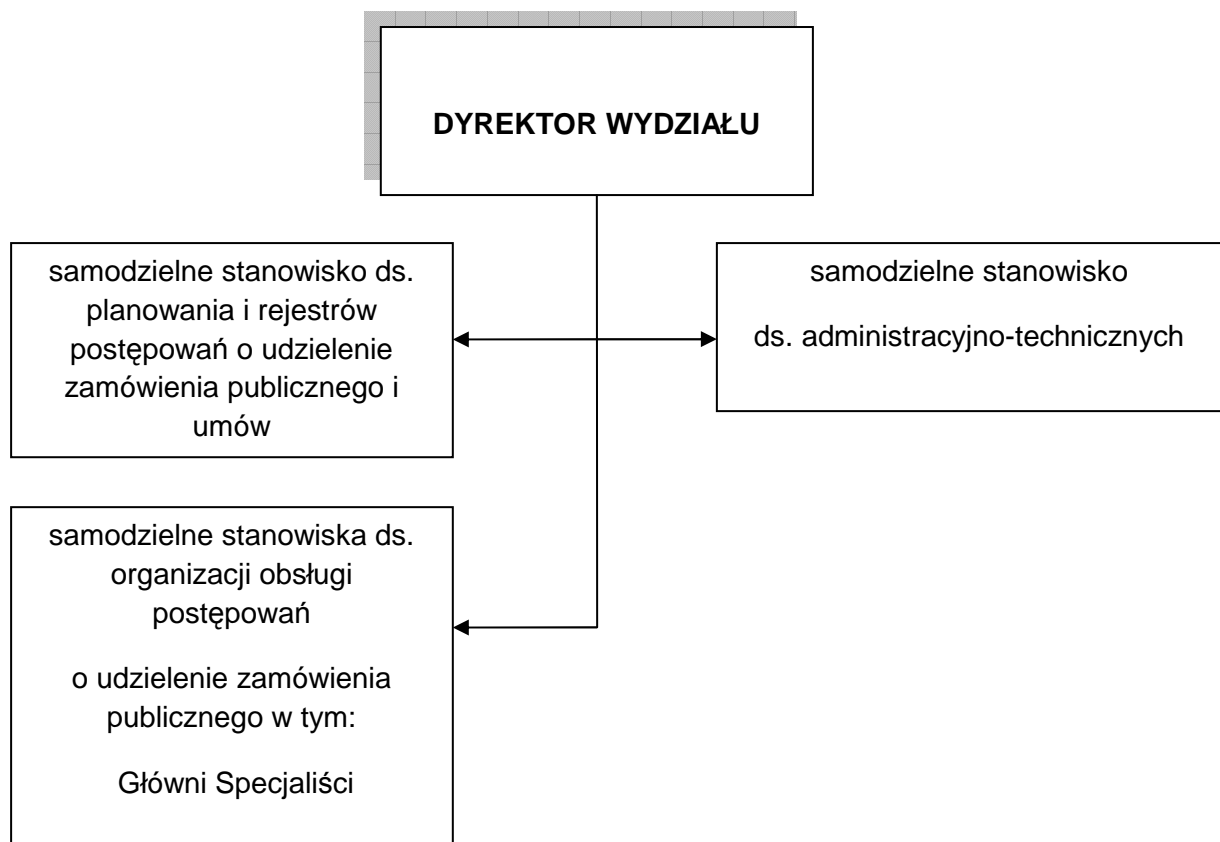 DYREKTOR WYDZIAŁU
samodzielne stanowisko ds.
planowania i rejestrów
postępowań o udzielenie
zamówienia publicznego i
umów
samodzielne stanowisko
ds. administracyjno-technicznych
samodzielne stanowiska ds.
organizacji obsługi
postępowań
o udzielenie zamówienia
publicznego w tym:
Główni Specjaliści